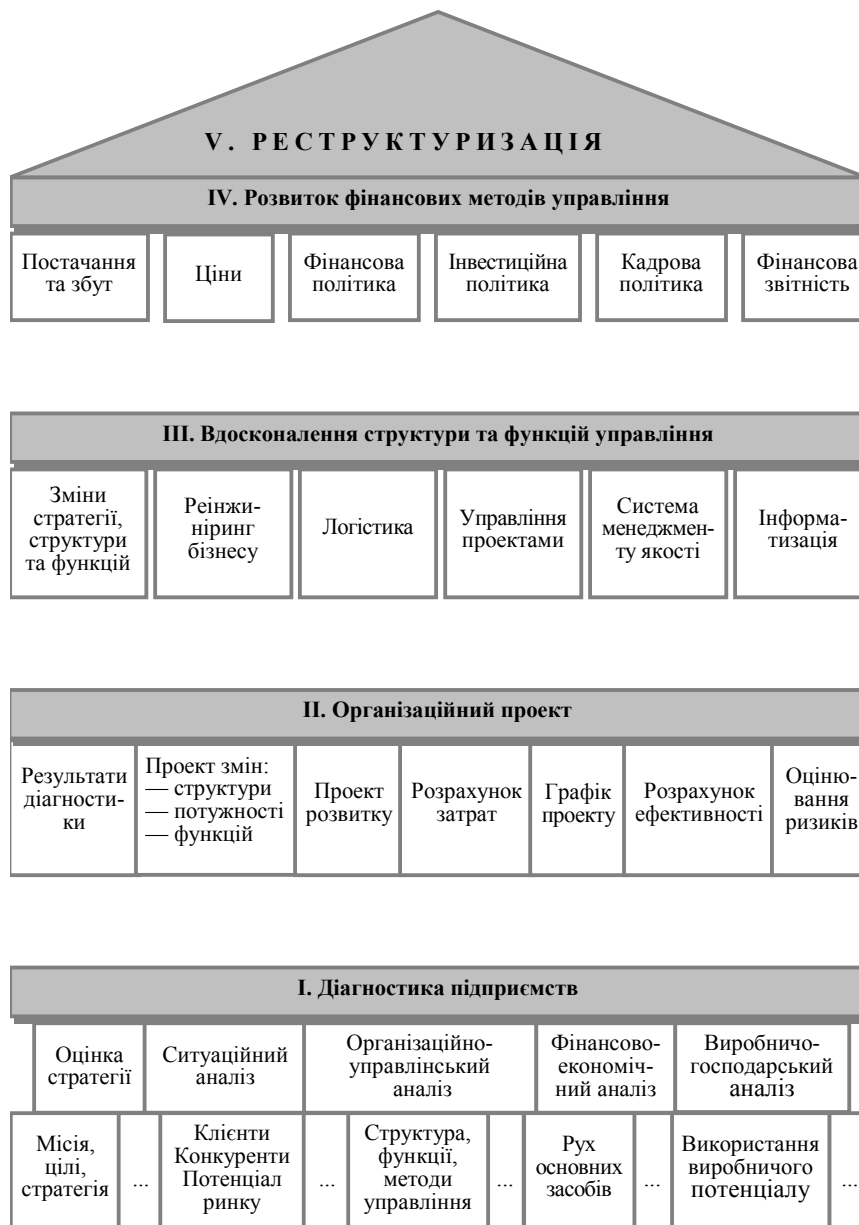 V. РЕСТРУКТУРИЗАЦІЯ
IV. Розвиток фінансових методів управління
Постачання
та збут
Ціни
Фінансова
політика
Інвестиційна
політика
Кадрова
політика
Фінансова
звітність
III. Вдосконалення структури та функцій управління
Зміни
стратегії,
структури
та функцій
Реінжи-
ніринг
бізнесу
Логістика
Управління
проектами
Система
менеджмен-
ту якості
Інформа-
тизація
II. Організаційний проект
Результати
діагности-
ки
Проект змін:
— структури
— потужності
— функцій
Проект
розвитку
Розрахунок
затрат
Графік
проекту
Розрахунок
ефективності
Оціню-
вання
ризиків
I. Діагностика підприємств
Оцінка
стратегії
Ситуаційний
аналіз
Організаційно-
управлінський
аналіз
Фінансово-
економіч-
ний аналіз
Виробничо-
господарський
аналіз
Місія,
цілі,
стратегія
...
Клієнти
Конкуренти
Потенціал
ринку
...
Структура,
функції,
методи
управління
...
Рух
основних
засобів
...
Використання
виробничого
потенціалу
...